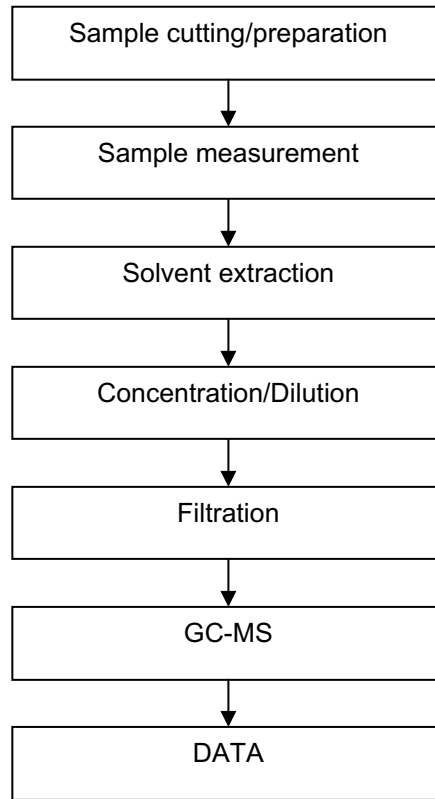 Sample cutting/preparation
Sample measurement
Solvent extraction
Concentration/Dilution
Filtration
GC-MS
DATA